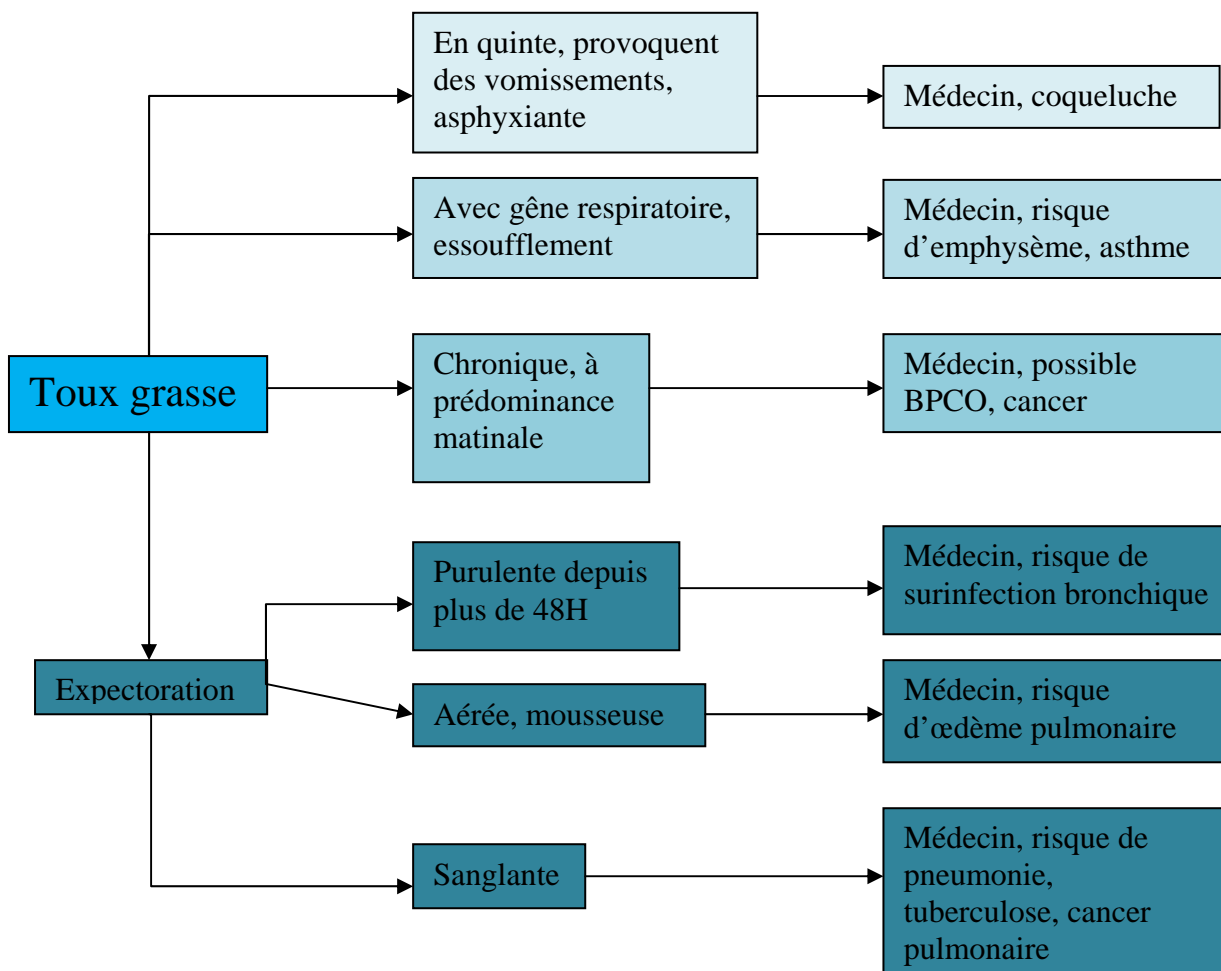 En quinte, provoquent
des vomissements,
asphyxiante
Médecin, coqueluche
Avec gêne respiratoire,
essoufflement
Médecin, risque
d’emphysème, asthme
Toux grasse
Chronique, à
prédominance
matinale
Médecin, possible
BPCO, cancer
Purulente depuis
plus de 48H
Médecin, risque de
surinfection bronchique
Expectoration
Aérée, mousseuse
Médecin, risque
d’œdème pulmonaire
Sanglante
Médecin, risque de
pneumonie,
tuberculose, cancer
pulmonaire